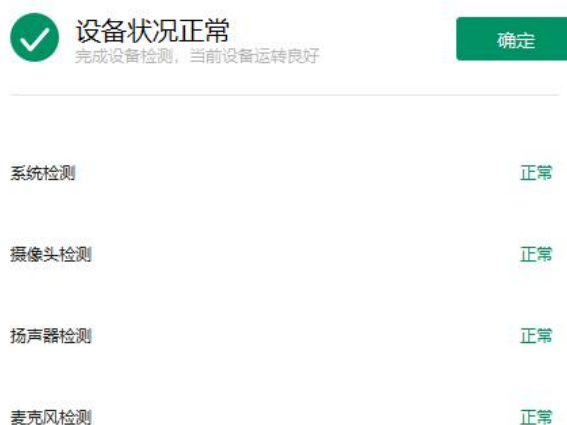 设备状况正常
确定
完成设备检测，当前设备运转良好
系统检测 正常
摄像头检测 正常
扬声器检测 正常
麦克风检测 正常